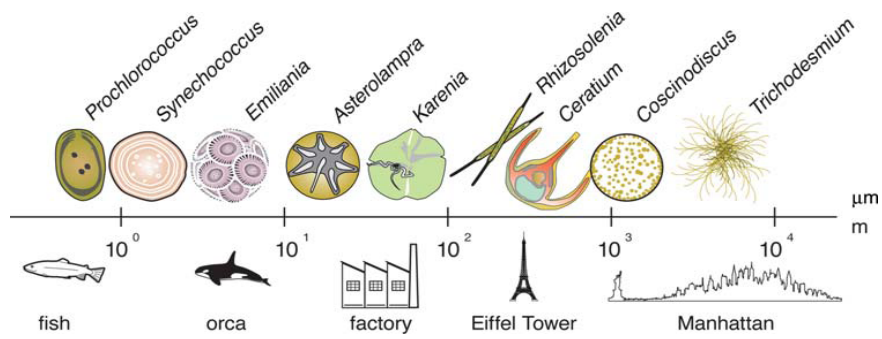 Prochlorococcus
Synechococcus
Emiliania
Asterolampra
Karenia
Rhizosolenia
Ceratium
Coscinodiscus
Trichodesmium
μm
m
10⁰
10¹
10²
10³
10⁴
fish
orca
factory
Eiffel Tower
Manhattan